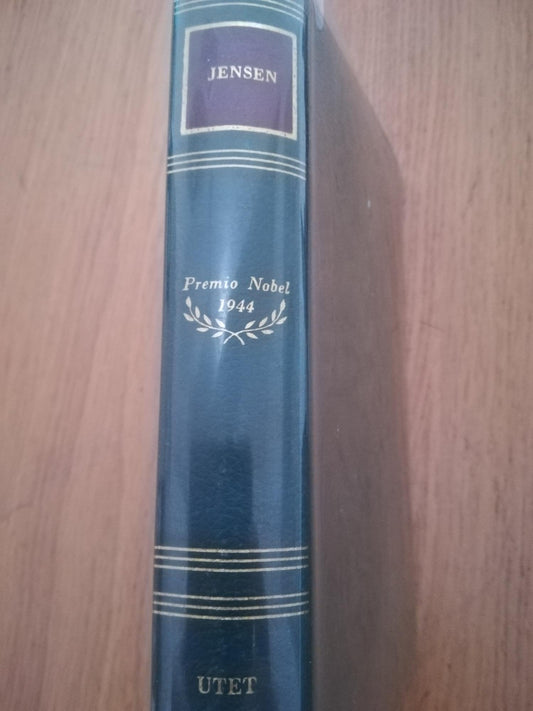 JENSEN
Premio Nobel
1944
UTET